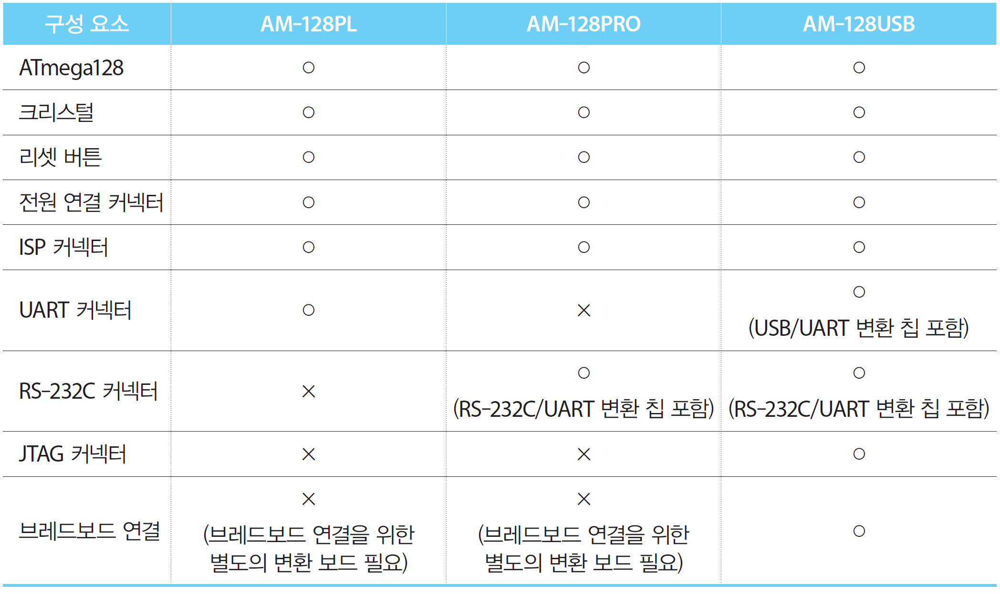 구성 요소 AM-128PL AM-128PRO AM-128USB
ATmega128 ○ ○ ○
크리스털 ○ ○ ○
리셋 버튼 ○ ○ ○
전원 연결 커넥터 ○ ○ ○
ISP 커넥터 ○ ○ ○
UART 커넥터 ○ × ○
(USB/UART 변환 칩 포함)
RS-232C 커넥터 × ○ ○
(RS-232C/UART 변환 칩 포함) (RS-232C/UART 변환 칩 포함)
JTAG 커넥터 × × ○
브레드보드 연결 × × ○
(브레드보드 연결을 위한 (브레드보드 연결을 위한
별도의 변환 보드 필요) 별도의 변환 보드 필요)